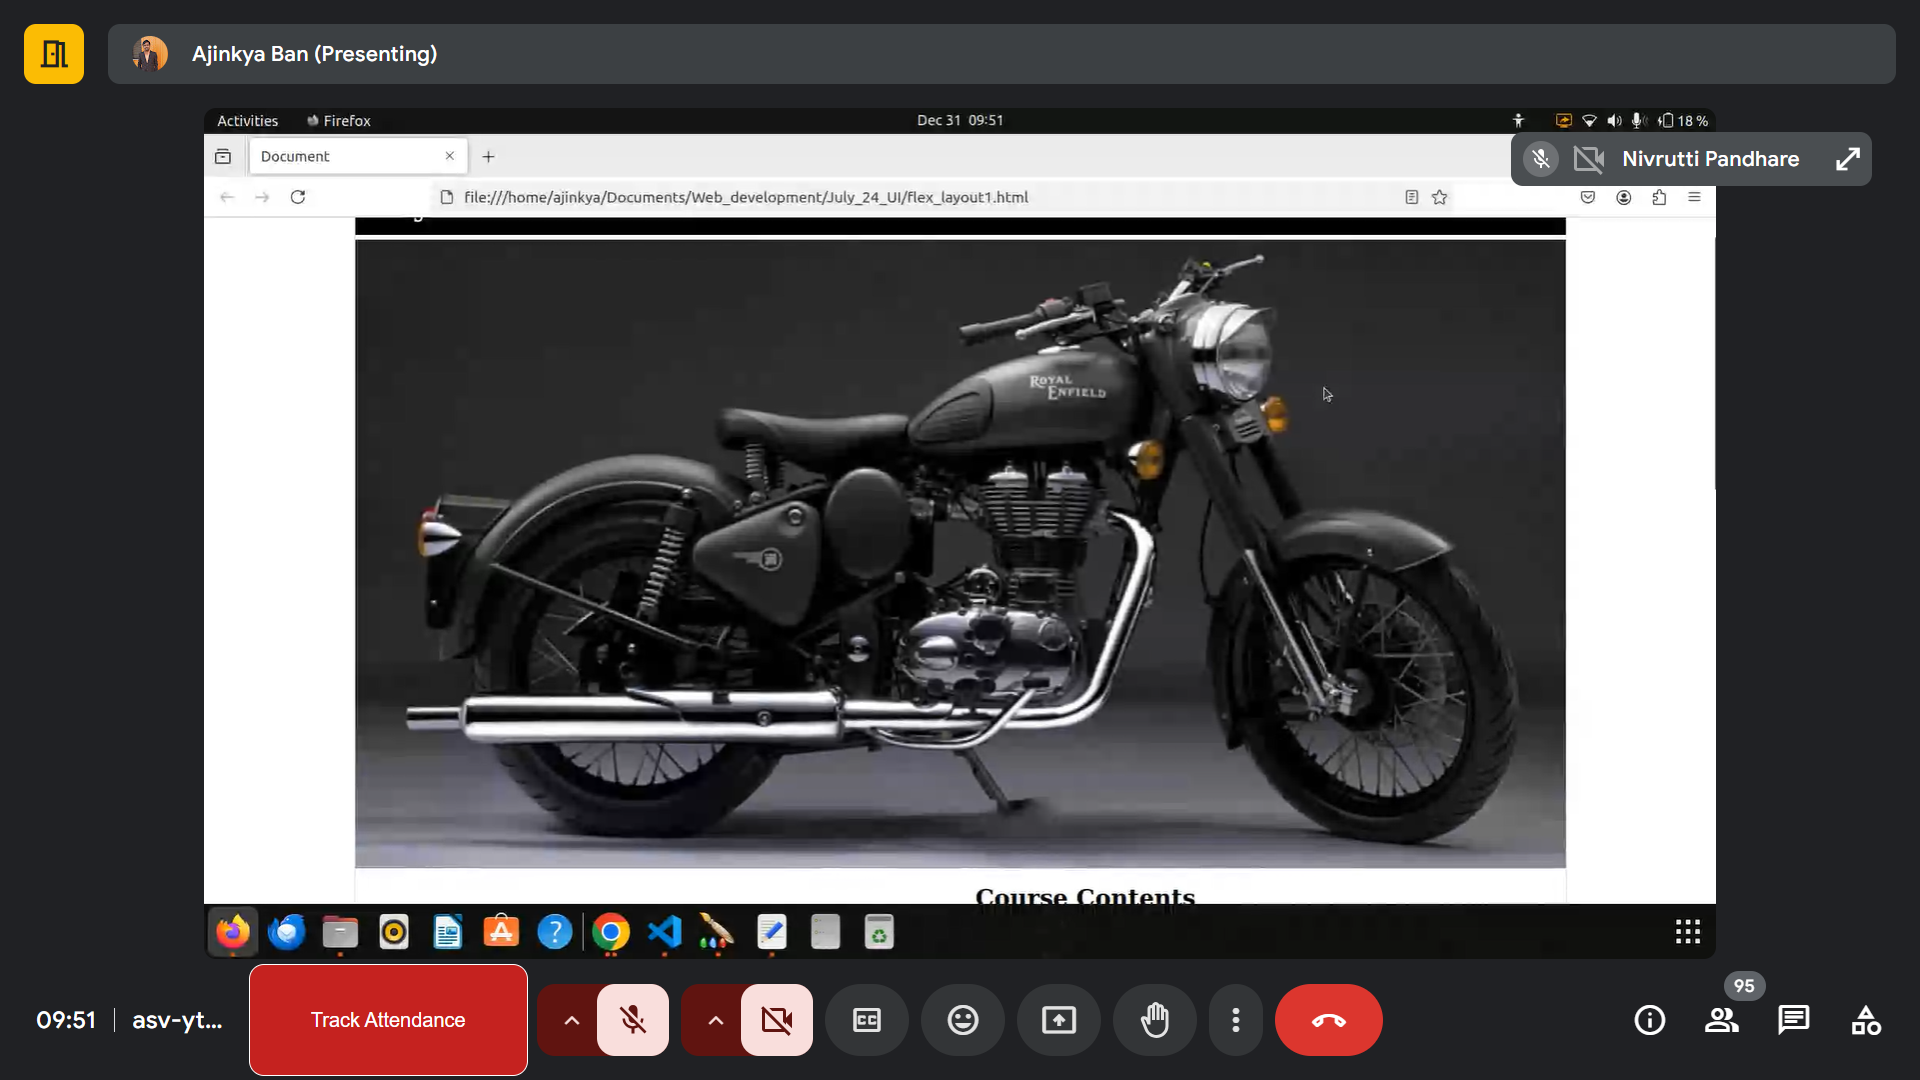 Ajinkya Ban (Presenting)
Activities
Firefox
Dec 31 09:51
18 %
Document
Nivrutti Pandhare
file:///home/ajinkya/Documents/Web_development/July_24_UI/flex_layout1.html
ROYAL
ENFIELD
Course Contents
95
09:51
asv-yt...
Track Attendance
CC